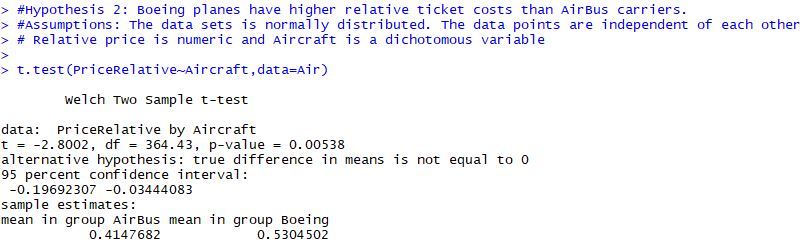 > #Hypothesis 2: Boeing planes have higher relative ticket costs than AirBus carriers.
> #Assumptions: The data sets is normally distributed. The data points are independent of each other
> # Relative price is numeric and Aircraft is a dichotomous variable
>
> t.test(PriceRelative~Aircraft,data=Air)
Welch Two Sample t-test
data:  PriceRelative by Aircraft
t = -2.8002, df = 364.43, p-value = 0.00538
alternative hypothesis: true difference in means is not equal to 0
95 percent confidence interval:
-0.19692307 -0.03444083
sample estimates:
mean in group AirBus mean in group Boeing
0.4147682            0.5304502